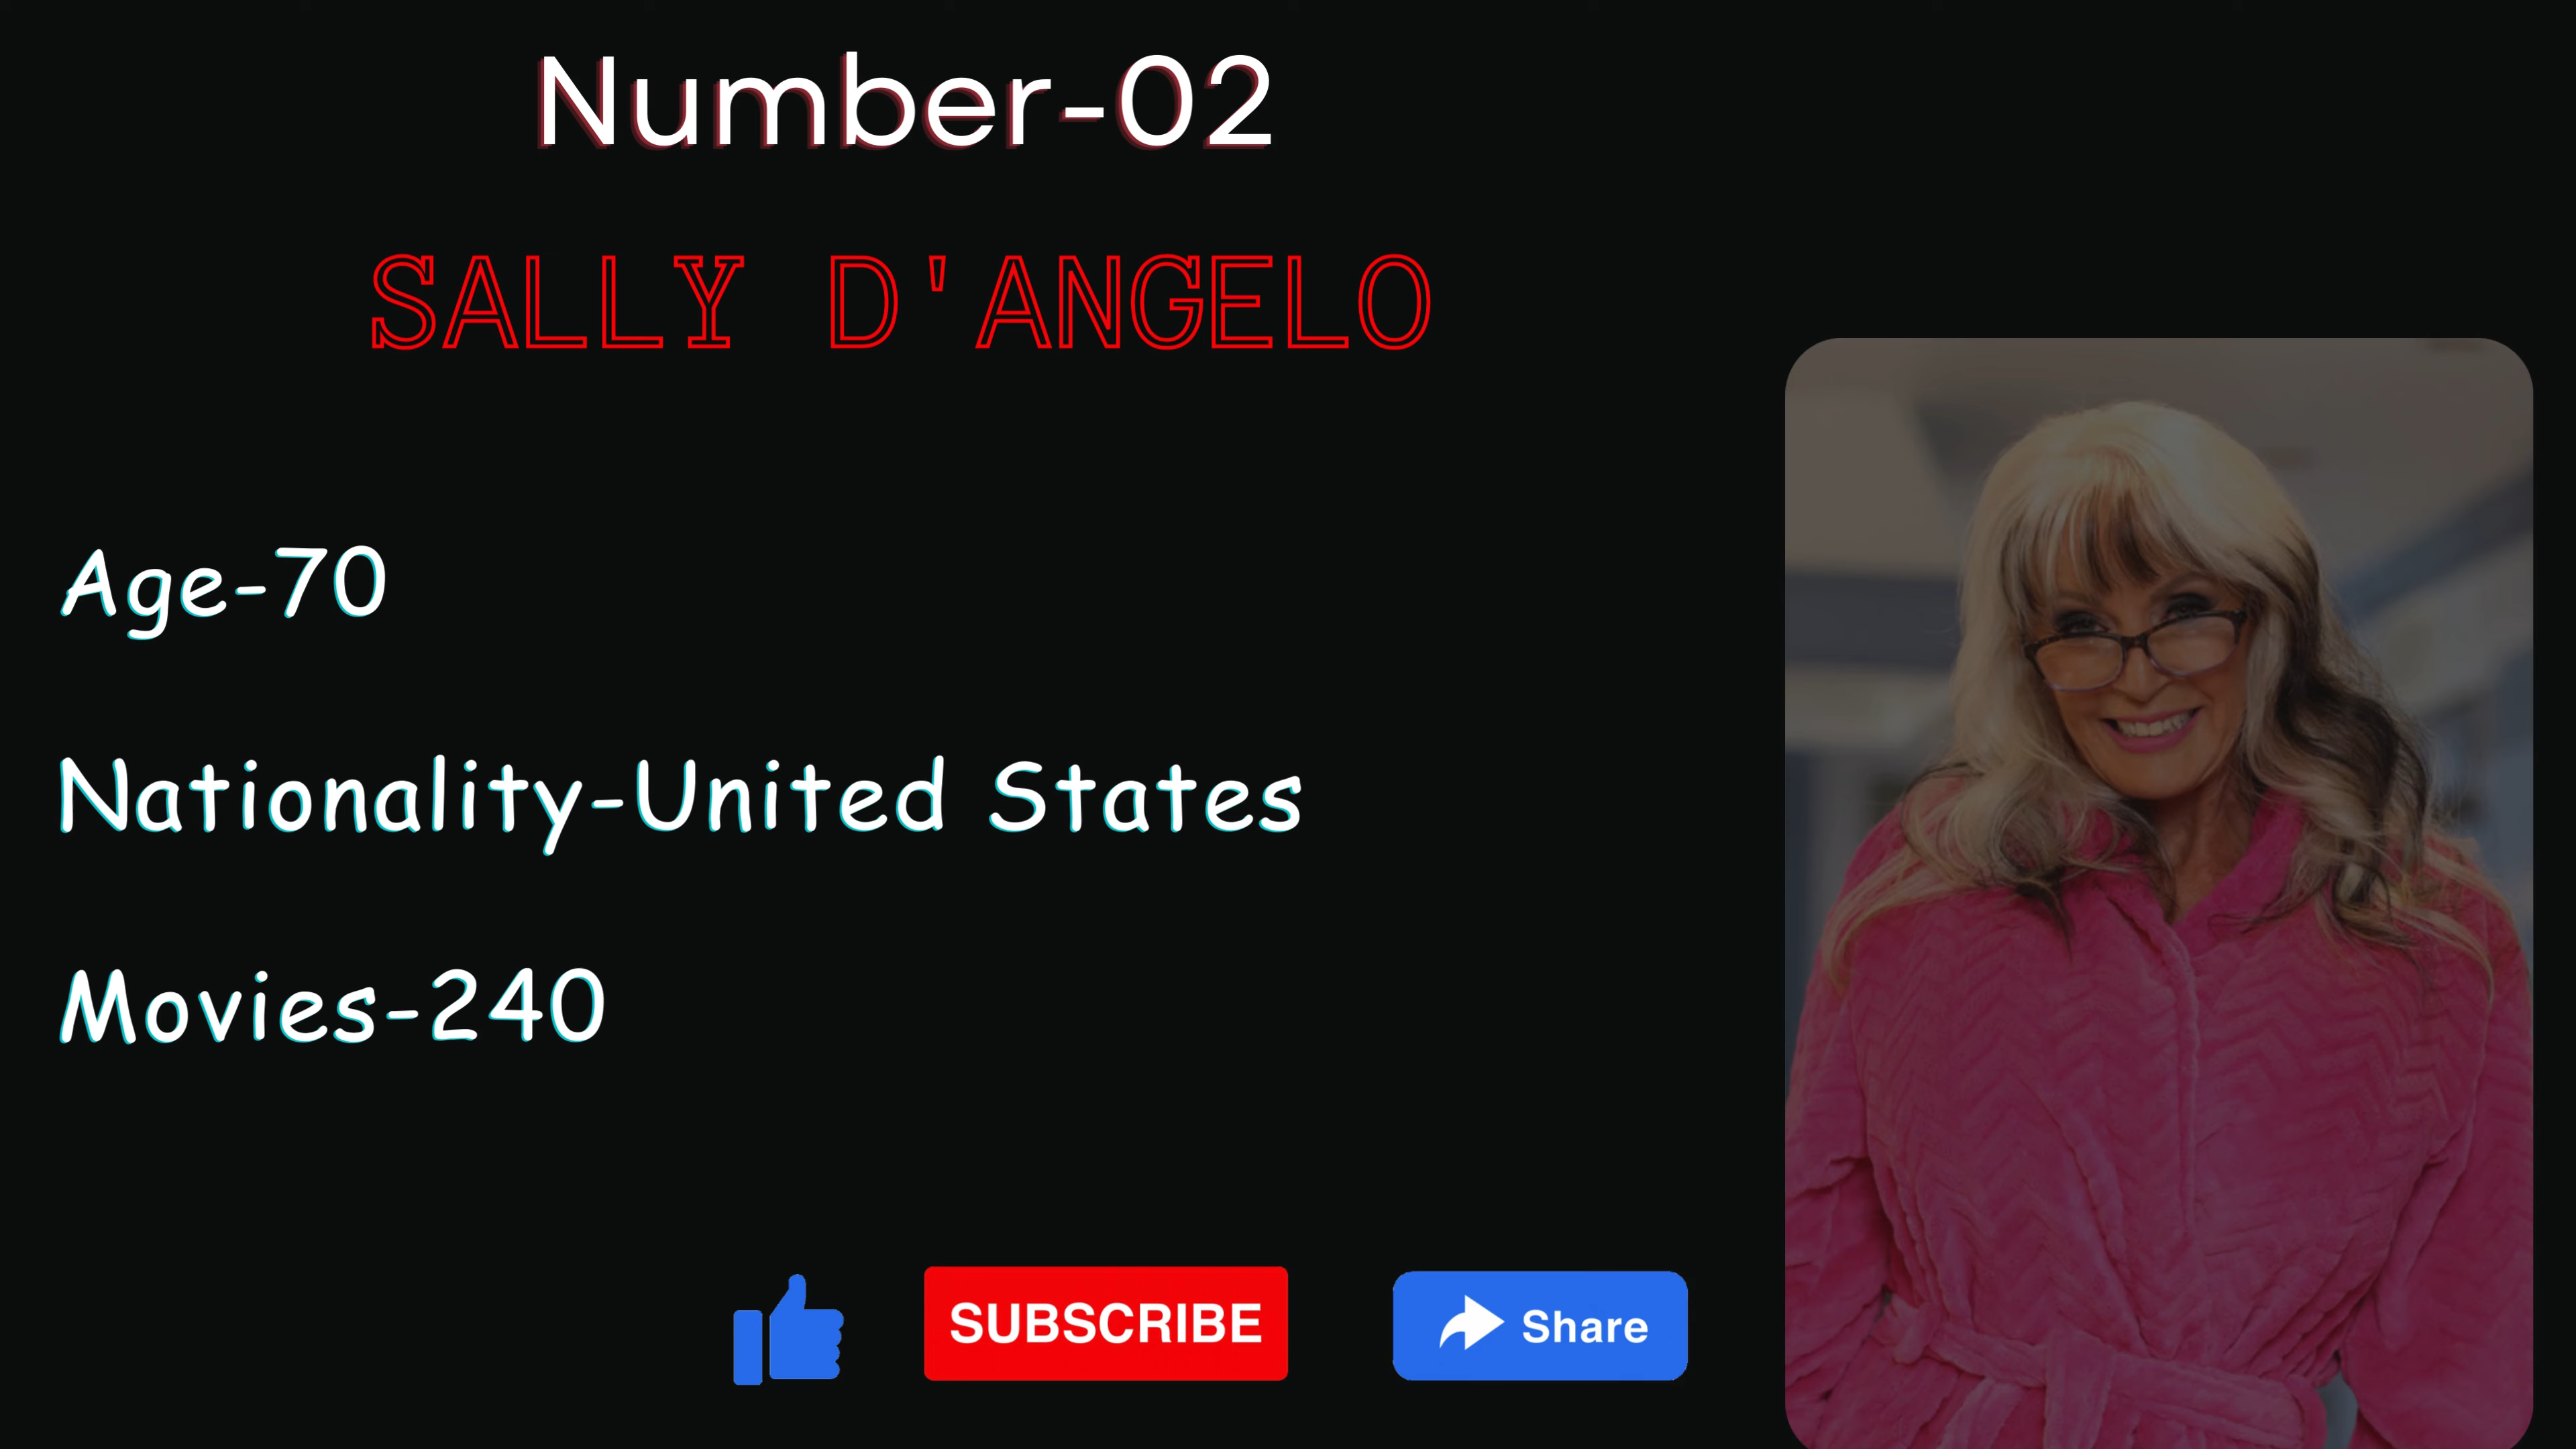 Number-02
SALLY D'ANGELO
Age-70
Nationality-United States
Movies-240
SUBSCRIBE
Share